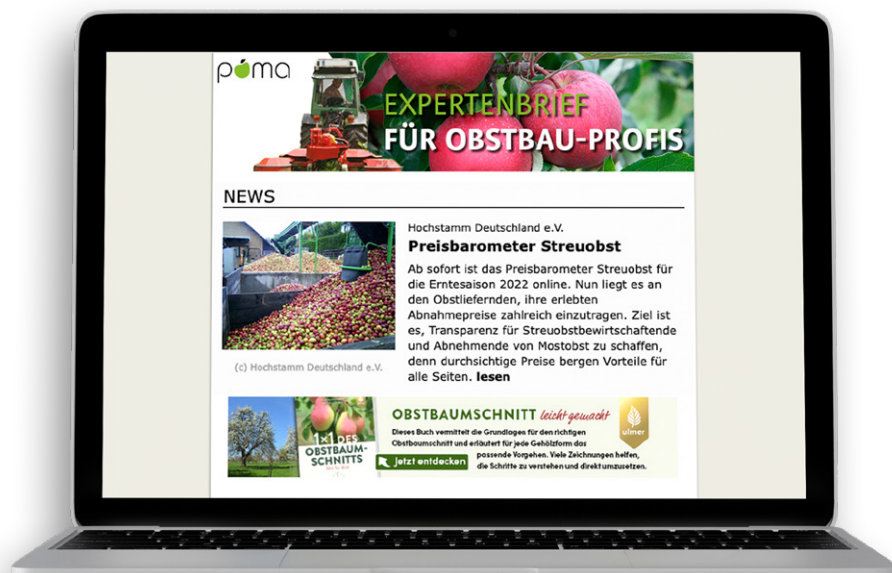 póma
EXPERTENBRIEF
FÜR OBSTBAU-PROFIS
NEWS
Hochstamm Deutschland e.V.
Preisbarometer Streuobst
Ab sofort ist das Preisbarometer Streuobst für
die Erntesaison 2022 online. Nun liegt es an
den Obstliefernden, ihre erlebten
Abnahmepreise zahlreich einzutragen. Ziel ist
es, Transparenz für Streuobstbewirtschaftende
und Abnehmende von Mostobst zu schaffen,
denn durchsichtige Preise bergen Vorteile für
alle Seiten. lesen
(c) Hochstamm Deutschland e.V.
1x1 DES
OBSTBAUM-
SCHNITTS
OBSTBAUMSCHNITT leicht gemacht
Dieses Buch vermittelt die Grundlagen für den richtigen
Obstbaumschnitt und erläutert für jede Gehölzform das
passende Vorgehen. Viele Zeichnungen helfen,
die Schritte zu verstehen und direkt umzusetzen.
Jetzt entdecken
ulmer